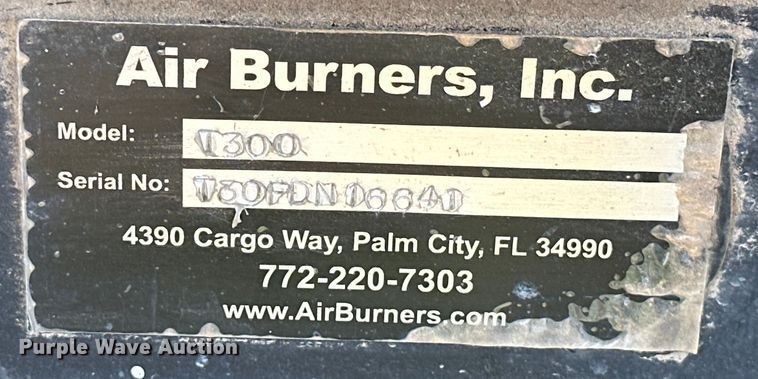 Air Burners, Inc.
Model: T300
Serial No: T30FDN16641
4390 Cargo Way, Palm City, FL 34990
772-220-7303
www.AirBurners.com
Purple Wave Auction